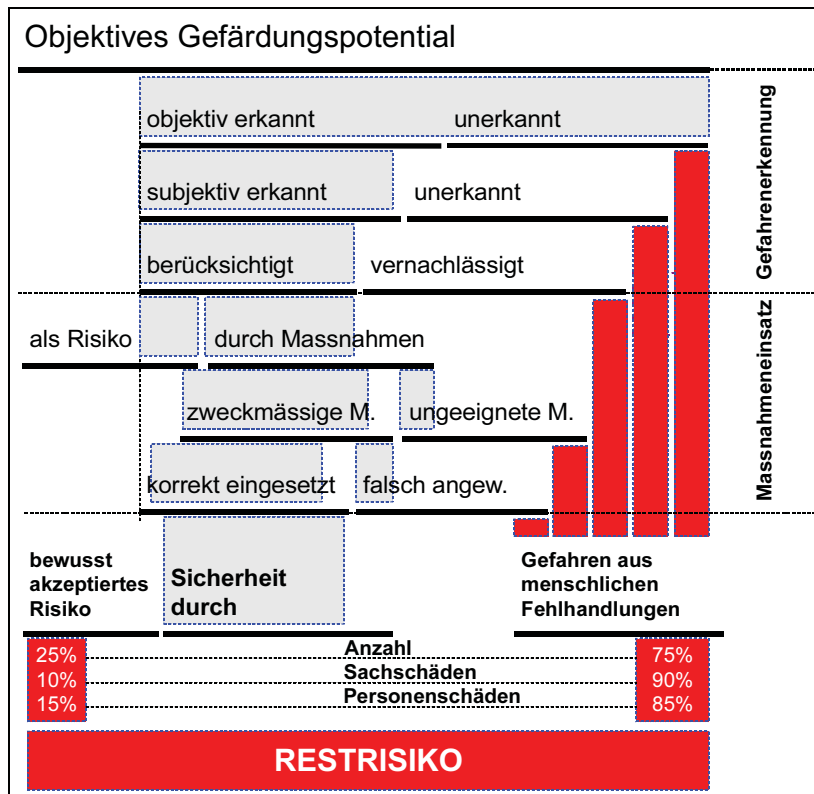 Objektives Gefärdungspotential
objektiv erkannt unerkannt
subjektiv erkannt unerkannt
berücksichtigt vernachlässigt
Gefahrenerkennung
als Risiko durch Massnahmen
zweckmässige M. ungeeignete M.
korrekt eingesetzt falsch angew.
Massnahmeneinsatz
bewusst
akzeptiertes
Risiko
Sicherheit
durch
Gefahren aus
menschlichen
Fehlhandlungen
25% Anzahl 75%
10% Sachschäden 90%
15% Personenschäden 85%
RESTRISIKO